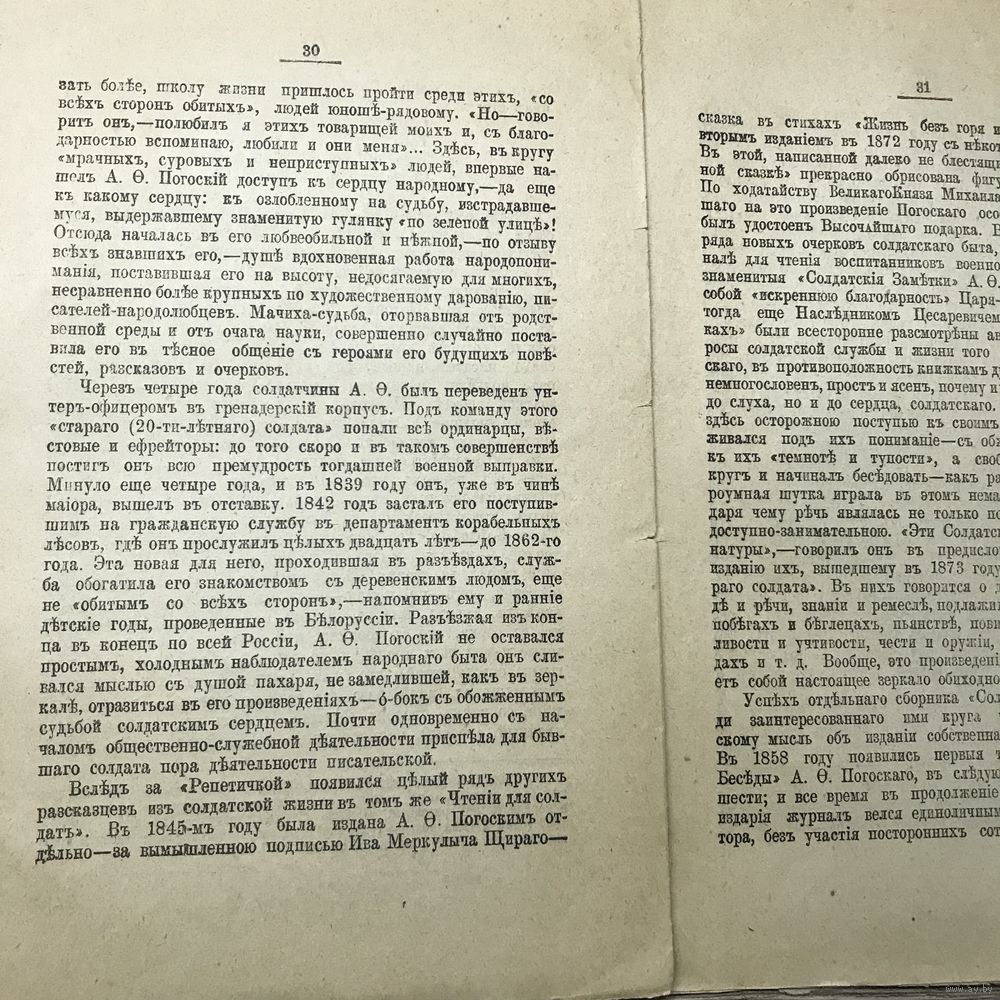 30
зать болѣе, школу жизни пришлось пройти среди этихъ, «со
всѣхъ сторонъ обитыхъ», людей юношѣ-рядовому. «Но—гово-
ритъ онъ,—полюбилъ я этихъ товарищей моихъ и, съ благо-
дарностью вспоминаю, любили и они меня»... Здѣсь, въ кругу
«мрачныхъ, суровыхъ и неприступныхъ» людей, впервые на-
шелъ А. Ѳ. Погоскій доступъ къ сердцу народному,—да еще
къ какому сердцу: къ озлобленному на судьбу, изстрадавше-
муся, выдержавшему знаменитую гулянку «по зеленой улицѣ»!
Отсюда началась въ его любвеобильной и нѣжной,—по отзыву
всѣхъ знавшихъ его,—душѣ вдохновенная работа народопони-
манія, поставившая его на высоту, недосягаемую для многихъ,
несравненно болѣе крупныхъ по художественному дарованію, пи-
сателей-народолюбцевъ. Мачиха-судьба, оторвавшая отъ родст-
венной среды и отъ очага науки, совершенно случайно поста-
вила его въ тѣсное общеніе съ героями его будущихъ повѣ-
стей, разсказовъ и очерковъ.
Черезъ четыре года солдатчины А. Ѳ. былъ переведенъ ун-
теръ-офицеромъ въ гренадерскій корпусъ. Подъ команду этого
«стараго (20-ти-лѣтняго) солдата» попали всѣ ординарцы, вѣ-
стовые и ефрейторы: до того скоро и въ такомъ совершенствѣ
постигъ онъ всю премудрость тогдашней военной выправки.
Минуло еще четыре года, и въ 1839 году онъ, уже въ чинѣ
маіора, вышелъ въ отставку. 1842 годъ засталъ его поступив-
шимъ на гражданскую службу въ департаментъ корабельныхъ
лѣсовъ, гдѣ онъ прослужилъ цѣлыхъ двадцать лѣтъ—до 1862-го
года. Эта новая для него, проходившая въ разъѣздахъ, служ-
ба обогатила его знакомствомъ съ деревенскимъ людомъ, еще
не «обитымъ со всѣхъ сторонъ»,—напомнивъ ему и ранніе
дѣтскіе годы, проведенные въ Бѣлоруссіи. Разъѣзжая изъ кон-
ца въ конецъ по всей Россіи, А. Ѳ. Погоскій не оставался
простымъ, холоднымъ наблюдателемъ народнаго быта онъ сли-
вался мыслью съ душой пахаря, не замедлившей, какъ въ зер-
калѣ, отразиться въ его произведеніяхъ—ó-бокъ съ обожженнымъ
судьбой солдатскимъ сердцемъ. Почти одновременно съ на-
чаломъ общественно-служебной дѣятельности приспѣла для быв-
шаго солдата пора дѣятельности писательской.
Вслѣдъ за «Репетичкой» появился цѣлый рядъ другихъ
разсказцевъ изъ солдатской жизни въ томъ же «Чтеніи для сол-
датъ». Въ 1845-мъ году была издана А. Ѳ. Погоскимъ от-
дѣльно—за вымышленною подписью Ива Меркулыча Щираго—
31
сказка въ стихахъ «Жизнь безъ горя и
вторымъ изданіемъ въ 1872 году съ нѣкот
Въ этой, написанной далеко не блестящи
ной сказкѣ» прекрасно обрисована фигу
По ходатайству ВеликагоКнязя Михаила
шаго на это произведеніе Погоскаго осо
былъ удостоенъ Высочайшаго подарка. В
ряда новыхъ очерковъ солдатскаго быта,
налѣ для чтенія воспитанниковъ военно
знаменитыя «Солдатскія Замѣтки» А. Ѳ.
собой «искреннюю благодарность» Царя-
тогда еще Наслѣдникомъ Цесаревичем
кахъ» были всесторонне разсмотрѣны ав
росы солдатской службы и жизни того
скаго, въ противоположность книжкамъ д
немногословенъ, простъ и ясенъ, почему и
до слуха, но и до сердца, солдатскаго.
здѣсь осторожною поступью къ своимъ
живался подъ ихъ пониманіе—съ обы
къ ихъ «темнотѣ и тупости», а своб
кругъ и начиналъ бесѣдовать—какъ ра
роумная шутка играла въ этомъ нема
даря чему рѣчь являлась не только по
доступно-занимательною. «Эти Солдатск
натуры»,—говорилъ онъ въ предисло
изданію ихъ, вышедшему въ 1873 году
раго солдата». Въ нихъ говорится о д
дѣ и рѣчи, знаніи и ремеслѣ, подлажи
побѣгахъ и бѣглецахъ, пьянствѣ, пови
ливости и учтивости, чести и оружіи,
дахъ и т. д. Вообще, это произведені
етъ собой настоящее зеркало обиходно
Успѣхъ отдѣльнаго сборника «Сол
ди заинтересованнаго ими круга
скому мысль объ изданіи собственна
Въ 1858 году появились первыя т
Бесѣды» А. Ѳ. Погоскаго, въ слѣдую
шести; и все время въ продолженіе
издарія журналъ велся единоличным
тора, безъ участія постороннихъ сот
www.ay.by